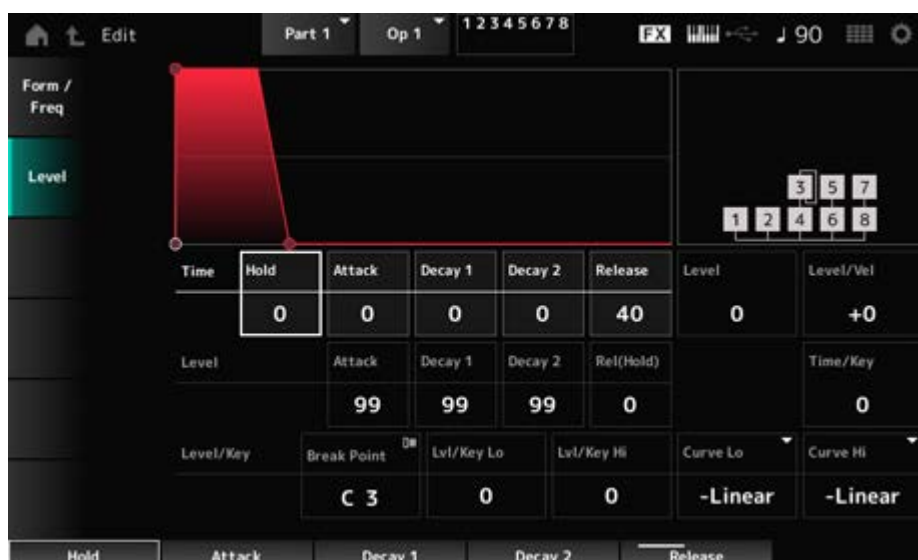 Edit
Part 1
Op 1
12345678
FX
90
Form /
Freq
Level
3 5 7
1 2 4 6 8
Time Hold Attack Decay 1 Decay 2 Release Level Level/Vel
0 0 0 0 40 0 +0
Level Attack Decay 1 Decay 2 Rel(Hold) Time/Key
99 99 99 0 0
Level/Key Break Point Lvl/Key Lo Lvl/Key Hi Curve Lo Curve Hi
C 3 0 0 -Linear -Linear
Hold Attack Decay 1 Decay 2 Release